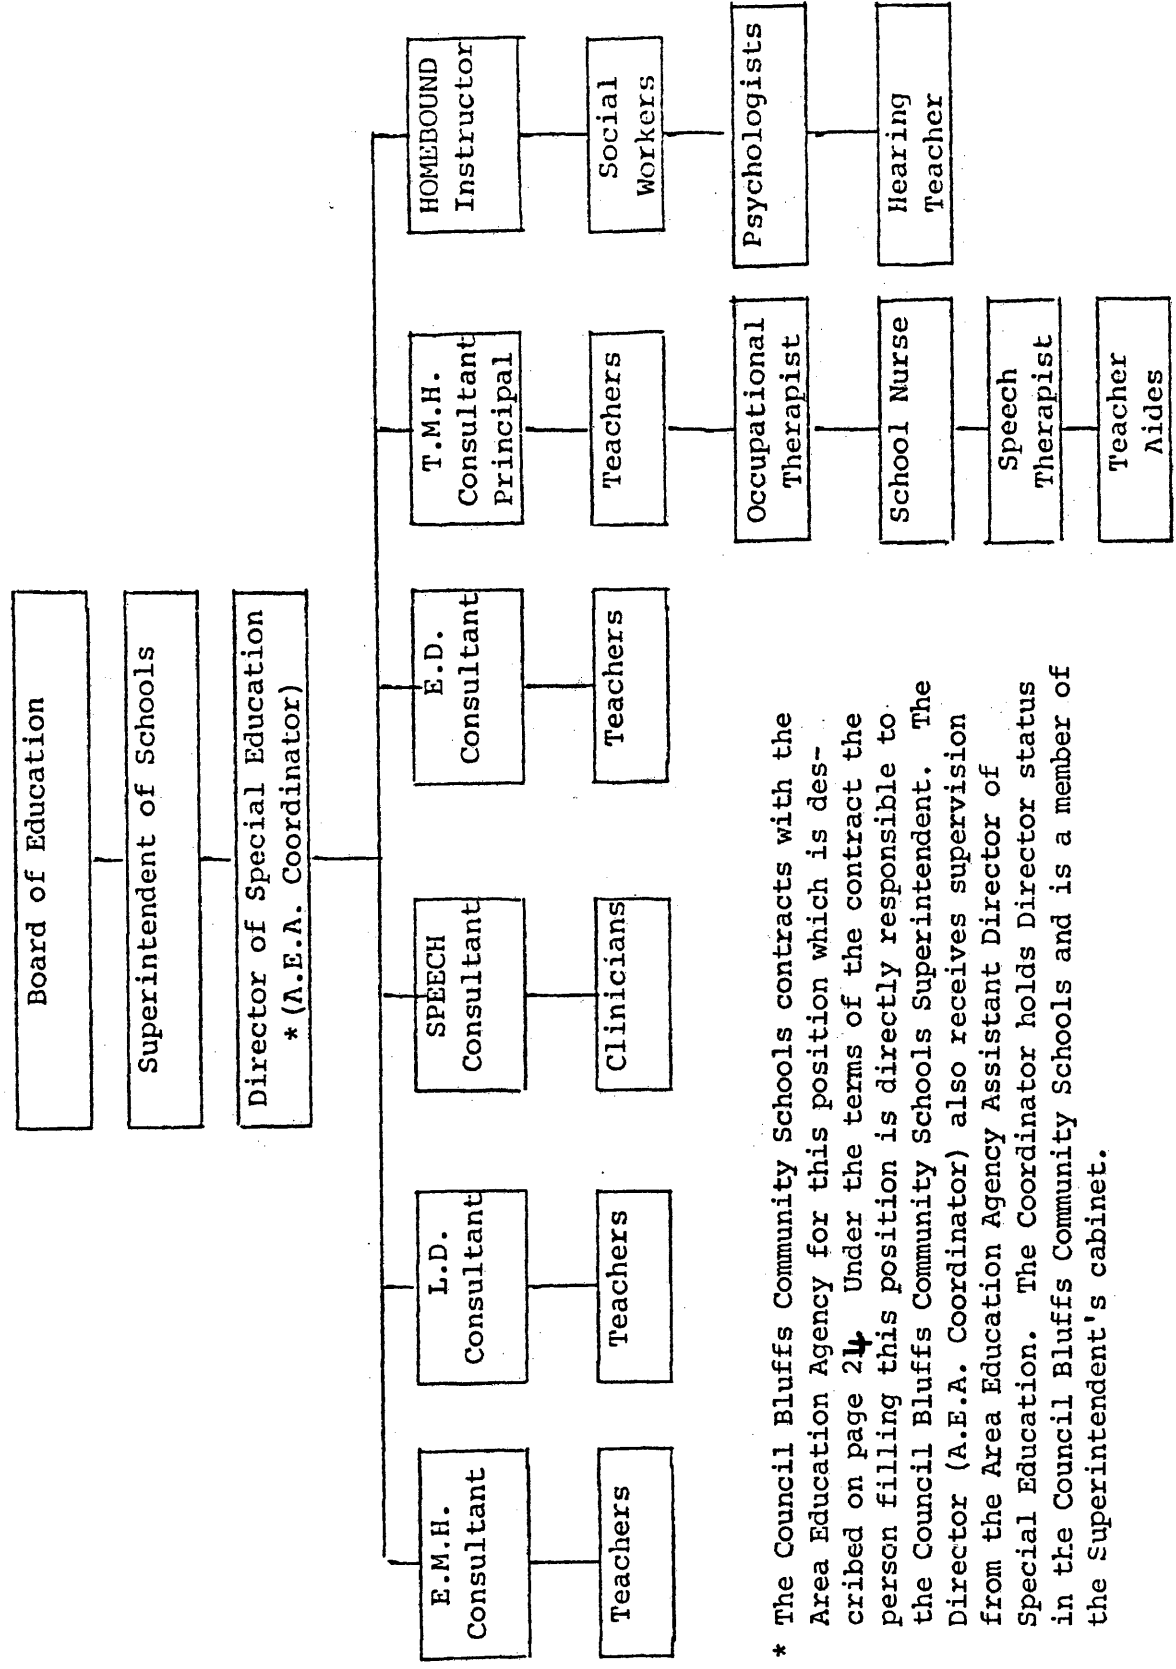 Board of Education
Superintendent of Schools
Director of Special Education
*(A.E.A. Coordinator)
E.M.H.
Consultant
Teachers
L.D.
Consultant
Teachers
SPEECH
Consultant
Clinicians
E.D.
Consultant
Teachers
T.M.H.
Consultant
Principal
Teachers
Occupational
Therapist
School Nurse
Speech
Therapist
Teacher
Aides
HOMEBOUND
Instructor
Social
Workers
Psychologists
Hearing
Teacher
* The Council Bluffs Community Schools contracts with the
Area Education Agency for this position which is des-
cribed on page 24. Under the terms of the contract the
person filling this position is directly responsible to
the Council Bluffs Community Schools Superintendent. The
Director (A.E.A. Coordinator) also receives supervision
from the Area Education Agency Assistant Director of
Special Education. The Coordinator holds Director status
in the Council Bluffs Community Schools and is a member of
the Superintendent's cabinet.